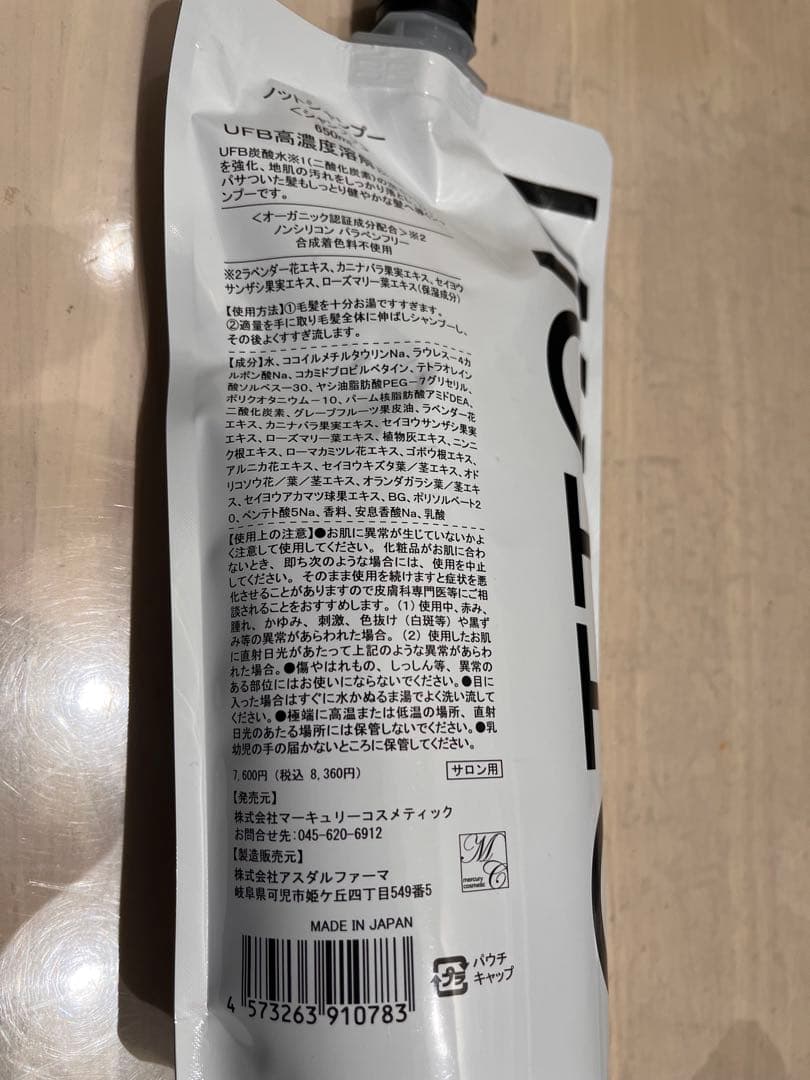 ノットシャンプー
＜シャンプー＞
650ml
UFB高濃度溶解
UFB炭酸水※1(二酸化炭素)の
を強化、地肌の汚れをしっかり
パサついた髪もしっとり健やかな髪へ
ンプーです。
＜オーガニック認証成分配合＞※2
ノンシリコン パラベンフリー
合成着色料不使用
※2ラベンダー花エキス、カニナバラ果実エキス、セイヨウ
サンザシ果実エキス、ローズマリー葉エキス(保湿成分)
【使用方法】①毛髪を十分お湯ですすぎます。
②適量を手に取り毛髪全体に伸ばしシャンプーし、
その後よくすすぎ流します。
【成分】水、ココイルメチルタウリンNa、ラウレス－4カ
ルボン酸Na、コカミドプロピルベタイン、テトラオレイン
酸ソルベス－30、ヤシ油脂肪酸PEG－7グリセリル、
ポリクオタニウム－10、パーム核脂肪酸アミドDEA、
二酸化炭素、グレープフルーツ果皮油、ラベンダー花
エキス、カニナバラ果実エキス、セイヨウサンザシ果実
エキス、ローズマリー葉エキス、植物灰エキス、ニンニ
ク根エキス、ローマカミツレ花エキス、ゴボウ根エキス、
アルニカ花エキス、セイヨウキズタ葉／茎エキス、オド
リコソウ花／葉／茎エキス、オランダガラシ葉／茎エキ
ス、セイヨウアカマツ球果エキス、BG、ポリソルベート2
0、ペンテト酸5Na、香料、安息香酸Na、乳酸
【使用上の注意】●お肌に異常が生じていないかよ
く注意して使用してください。化粧品がお肌に合わ
ないとき、即ち次のような場合には、使用を中止
してください。そのまま使用を続けますと症状を悪
化させることがありますので皮膚科専門医等にご相
談されることをおすすめします。(1)使用中、赤み、
腫れ、かゆみ、刺激、色抜け(白斑等)や黒ず
み等の異常があらわれた場合。(2)使用したお肌
に直射日光があたって上記のような異常があらわ
れた場合。●傷やはれもの、しっしん等、異常の
ある部位にはお使いにならないでください。●目に
入った場合はすぐに水かぬるま湯でよく洗い流して
ください。●極端に高温または低温の場所、直射
日光のあたる場所には保管しないでください。●乳
幼児の手の届かないところに保管してください。
7,600円(税込 8,360円)
サロン用
【発売元】
株式会社マーキュリーコスメティック
お問合せ先:045-620-6912
【製造販売元】
株式会社アスダルファーマ
岐阜県可児市姫ケ丘四丁目549番5
MC
mercury
cosmetic
MADE IN JAPAN
4 573263 910783
プラ
パウチ
キャップ